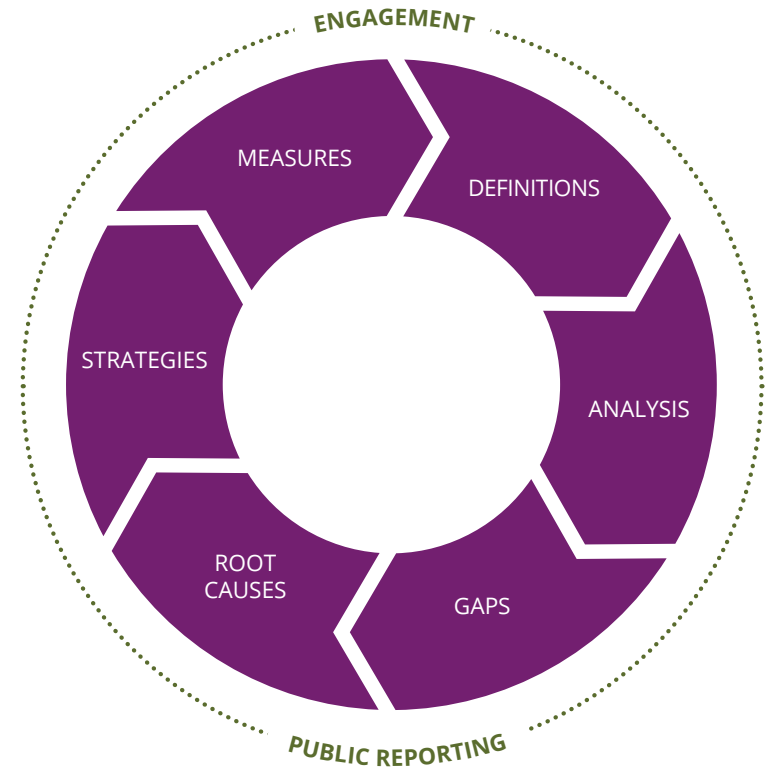 ENGAGEMENT
MEASURES
DEFINITIONS
STRATEGIES
ANALYSIS
ROOT
CAUSES
GAPS
PUBLIC REPORTING